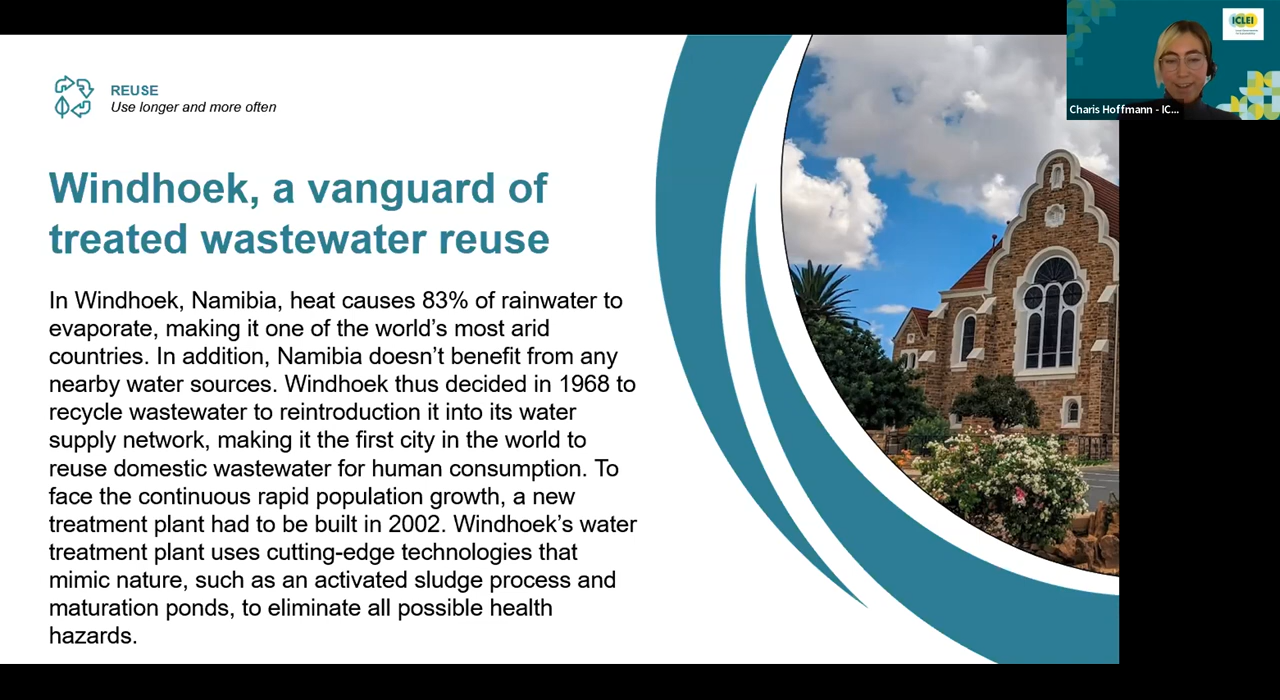 REUSE
Use longer and more often
Windhoek, a vanguard of
treated wastewater reuse
In Windhoek, Namibia, heat causes 83% of rainwater to
evaporate, making it one of the world’s most arid
countries. In addition, Namibia doesn’t benefit from any
nearby water sources. Windhoek thus decided in 1968 to
recycle wastewater to reintroduction it into its water
supply network, making it the first city in the world to
reuse domestic wastewater for human consumption. To
face the continuous rapid population growth, a new
treatment plant had to be built in 2002. Windhoek’s water
treatment plant uses cutting-edge technologies that
mimic nature, such as an activated sludge process and
maturation ponds, to eliminate all possible health
hazards.
ICLEI
Charis Hoffmann - IC...